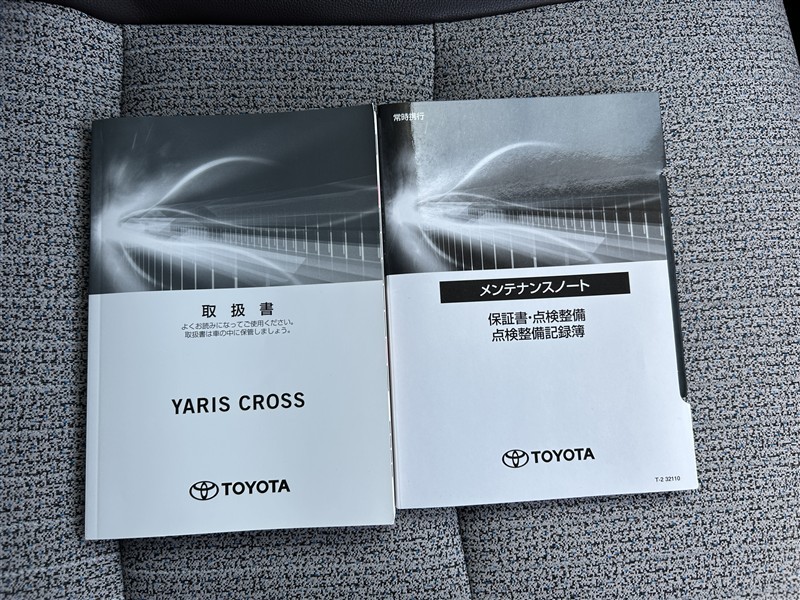 取扱書
よくお読みになってご使用ください。
取扱書は車の中に保管しましょう。
YARIS CROSS
TOYOTA
常時携行
メンテナンスノート
保証書・点検整備
点検整備記録簿
TOYOTA
T-2 32110